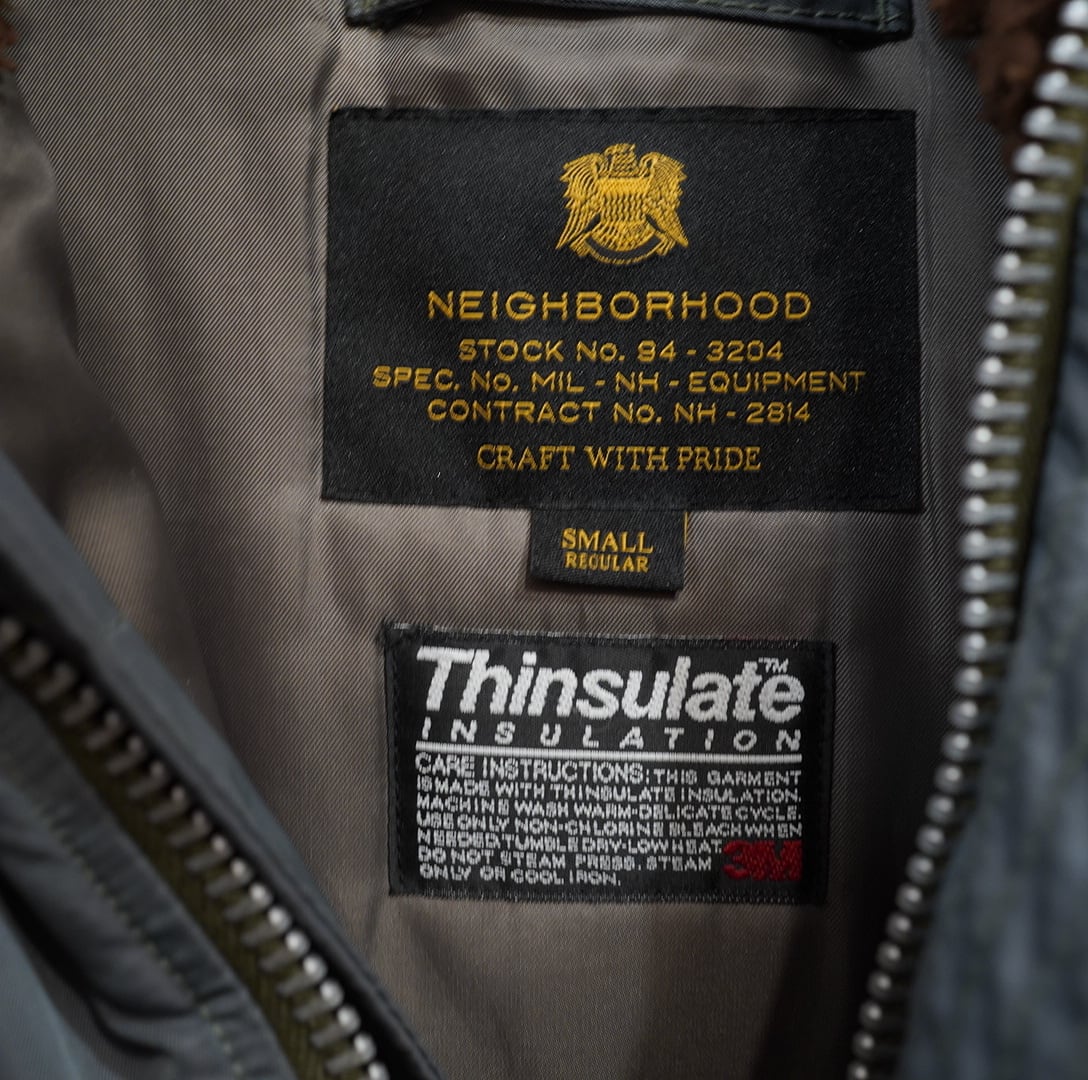 NEIGHBORHOOD
STOCK No. 94 - 3204
SPEC. No. MIL - NH - EQUIPMENT
CONTRACT No. NH - 2814
CRAFT WITH PRIDE
SMALL
REGULAR
Thinsulate™
INSULATION
CARE INSTRUCTIONS: THIS GARMENT
IS MADE WITH THINSULATE INSULATION.
MACHINE WASH WARM-DELICATE CYCLE.
USE ONLY NON-CHLORINE BLEACH WHEN
NEEDED.TUMBLE DRY-LOW HEAT.
DO NOT STEAM PRESS. STEAM
ONLY OR COOL IRON.
3M